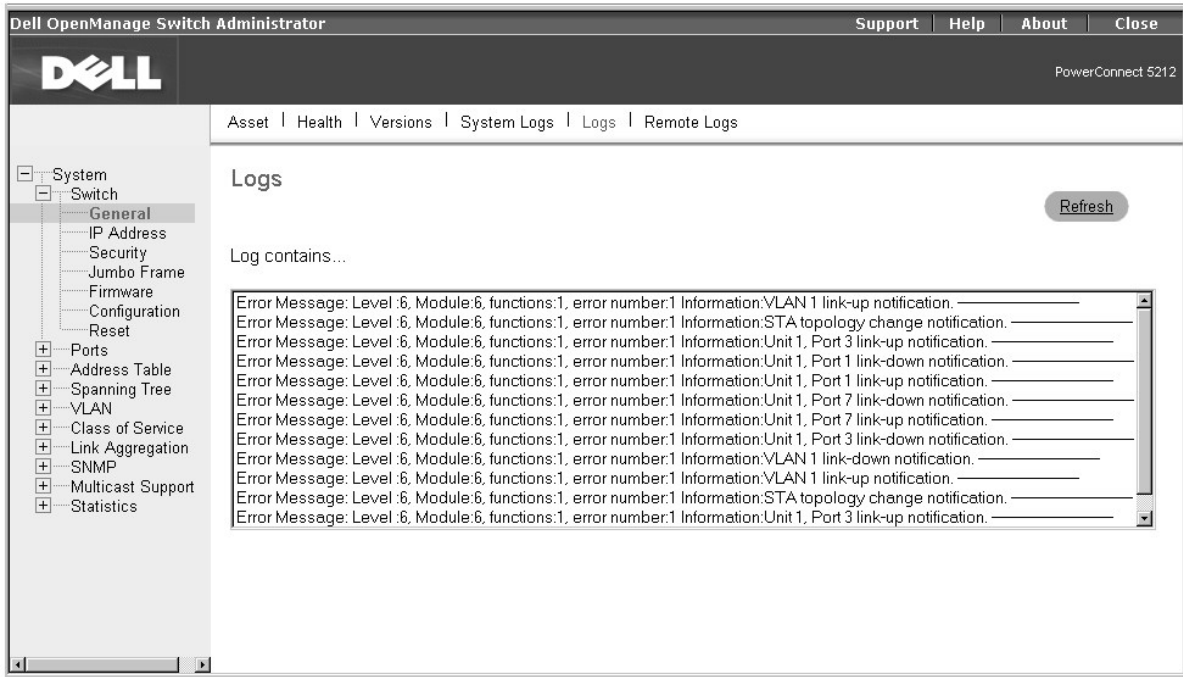 Dell OpenManage Switch Administrator
Support | Help | About | Close
DELL
PowerConnect 5212
Asset | Health | Versions | System Logs | Logs | Remote Logs
System
Switch
General
IP Address
Security
Jumbo Frame
Firmware
Configuration
Reset
Ports
Address Table
Spanning Tree
VLAN
Class of Service
Link Aggregation
SNMP
Multicast Support
Statistics
Logs
Refresh
Log contains...
Error Message: Level :6, Module:6, functions:1, error number:1 Information:VLAN 1 link-up notification.
Error Message: Level :6, Module:6, functions:1, error number:1 Information:STA topology change notification.
Error Message: Level :6, Module:6, functions:1, error number:1 Information:Unit 1, Port 3 link-up notification.
Error Message: Level :6, Module:6, functions:1, error number:1 Information:Unit 1, Port 1 link-down notification.
Error Message: Level :6, Module:6, functions:1, error number:1 Information:Unit 1, Port 1 link-up notification.
Error Message: Level :6, Module:6, functions:1, error number:1 Information:Unit 1, Port 7 link-down notification.
Error Message: Level :6, Module:6, functions:1, error number:1 Information:Unit 1, Port 7 link-up notification.
Error Message: Level :6, Module:6, functions:1, error number:1 Information:Unit 1, Port 3 link-down notification.
Error Message: Level :6, Module:6, functions:1, error number:1 Information:VLAN 1 link-down notification.
Error Message: Level :6, Module:6, functions:1, error number:1 Information:VLAN 1 link-up notification.
Error Message: Level :6, Module:6, functions:1, error number:1 Information:STA topology change notification.
Error Message: Level :6, Module:6, functions:1, error number:1 Information:Unit 1, Port 3 link-up notification.